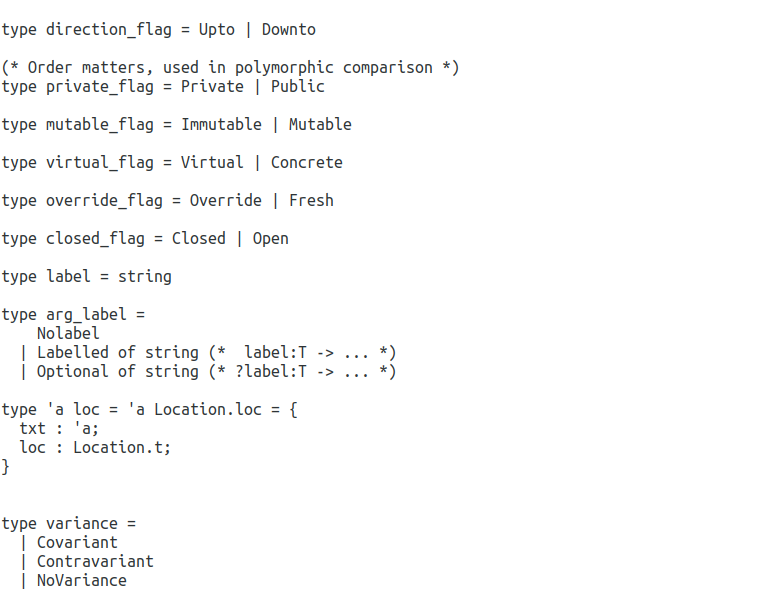 type direction_flag = Upto | Downto

(* Order matters, used in polymorphic comparison *)
type private_flag = Private | Public

type mutable_flag = Immutable | Mutable

type virtual_flag = Virtual | Concrete

type override_flag = Override | Fresh

type closed_flag = Closed | Open

type label = string

type arg_label =
    Nolabel
  | Labelled of string (*  label:T -> ... *)
  | Optional of string (* ?label:T -> ... *)

type 'a loc = 'a Location.loc = {
  txt : 'a;
  loc : Location.t;
}


type variance =
  | Covariant
  | Contravariant
  | NoVariance